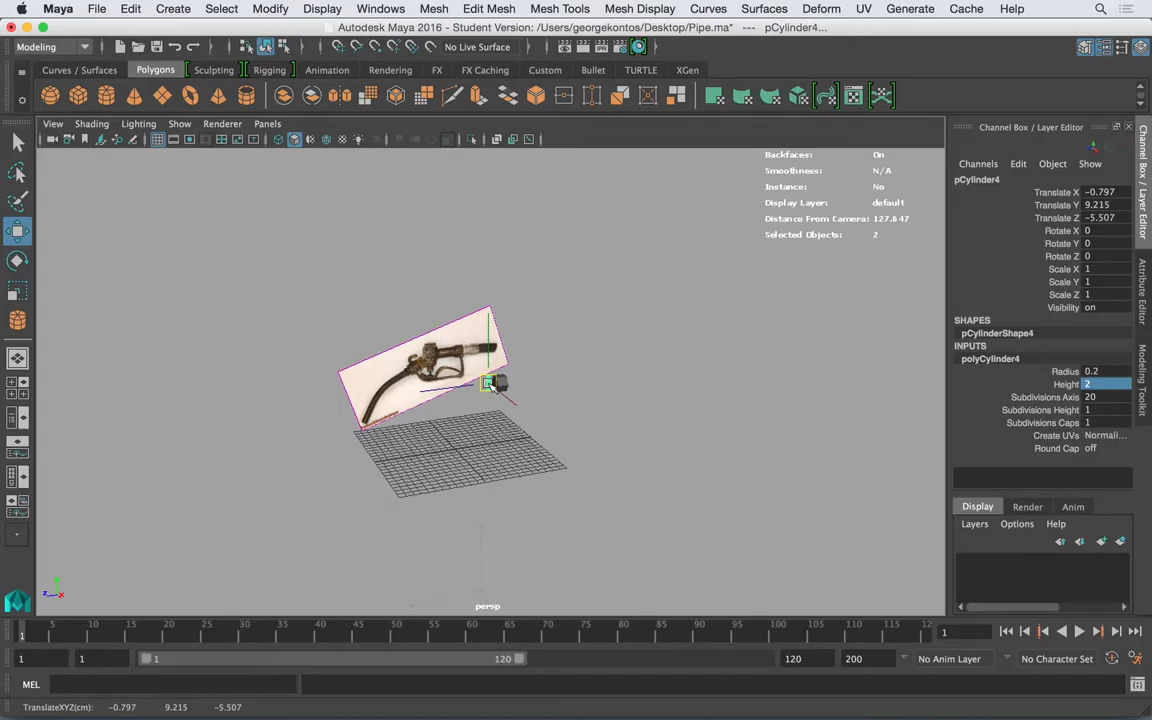 Maya File Edit Create Select Modify Display Windows Mesh Edit Mesh Mesh Tools Mesh Display Curves Surfaces Deform UV Generate Cache Help
Autodesk Maya 2016 - Student Version: /Users/georgekontos/Desktop/Pipe.ma* --- pCylinder4...
Modeling No Live Surface
Curves / Surfaces Polygons Sculpting Rigging Animation Rendering FX FX Caching Custom Bullet TURTLE XGen
View Shading Lighting Show Renderer Panels
Backfaces: On
Smoothness: N/A
Instance: No
Display Layer: default
Distance From Camera: 127.647
Selected Objects: 2
persp
Channel Box / Layer Editor
Channels Edit Object Show
pCylinder4
Translate X -0.797
Translate Y 9.215
Translate Z -5.507
Rotate X 0
Rotate Y 0
Rotate Z 0
Scale X 1
Scale Y 1
Scale Z 1
Visibility on
SHAPES
pCylinderShape4
INPUTS
polyCylinder4
Radius 0.2
Height 2
Subdivisions Axis 20
Subdivisions Height 1
Subdivisions Caps 1
Create UVs Normali...
Round Cap off
Display Render Anim
Layers Options Help
Channel Box / Layer Editor
Attribute Editor
Modeling Toolkit
z x
1 5 10 15 20 25 30 35 40 45 50 55 60 65 70 75 80 85 90 95 100 105 110 115 12 1
1 1 1 120 120 200 No Anim Layer No Character Set
MEL
TranslateXYZ(cm): -0.797 9.215 -5.507